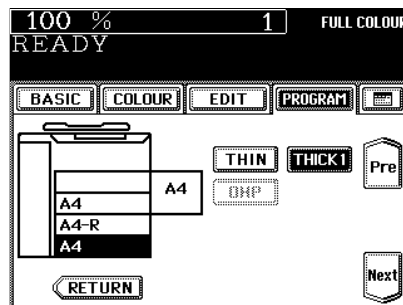 100 % 1 FULL COLOUR
READY
BASIC COLOUR EDIT PROGRAM
THIN THICK1 Pre
A4 OHP
A4
A4-R
A4
RETURN Next